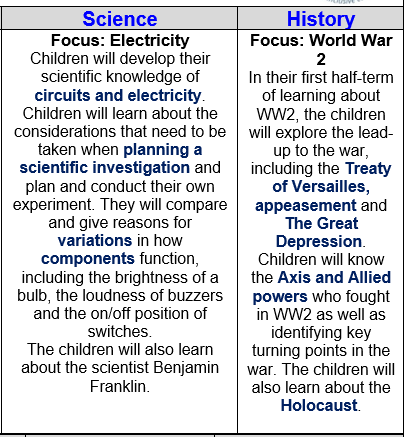 Science
Focus: Electricity
Children will develop their
scientific knowledge of
circuits and electricity.
Children will learn about the
considerations that need to be
taken when planning a
scientific investigation and
plan and conduct their own
experiment. They will compare
and give reasons for
variations in how
components function,
including the brightness of a
bulb, the loudness of buzzers
and the on/off position of
switches.
The children will also learn
about the scientist Benjamin
Franklin.
History
Focus: World War
2
In their first half-term
of learning about
WW2, the children
will explore the lead-
up to the war,
including the Treaty
of Versailles,
appeasement and
The Great
Depression.
Children will know
the Axis and Allied
powers who fought
in WW2 as well as
identifying key
turning points in the
war. The children will
also learn about the
Holocaust.